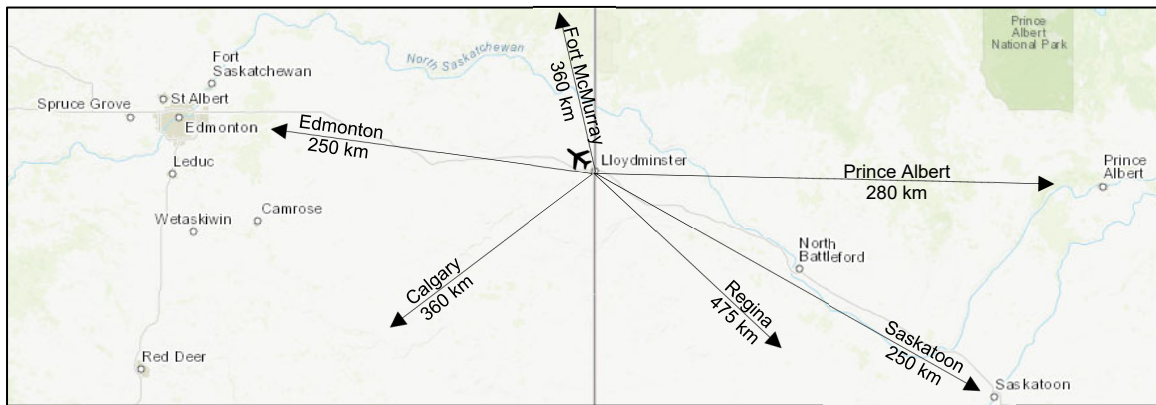 Fort
Saskatchewan
North Saskatchewan
Fort McMurray
360 km
Prince
Albert
National Park
St Albert
Spruce Grove
Edmonton
Edmonton
250 km
Leduc
Lloydminster
Prince Albert
280 km
Prince
Albert
Wetaskiwin
Camrose
North
Battleford
Calgary
360 km
Regina
475 km
Saskatoon
250 km
Red Deer
Saskatoon